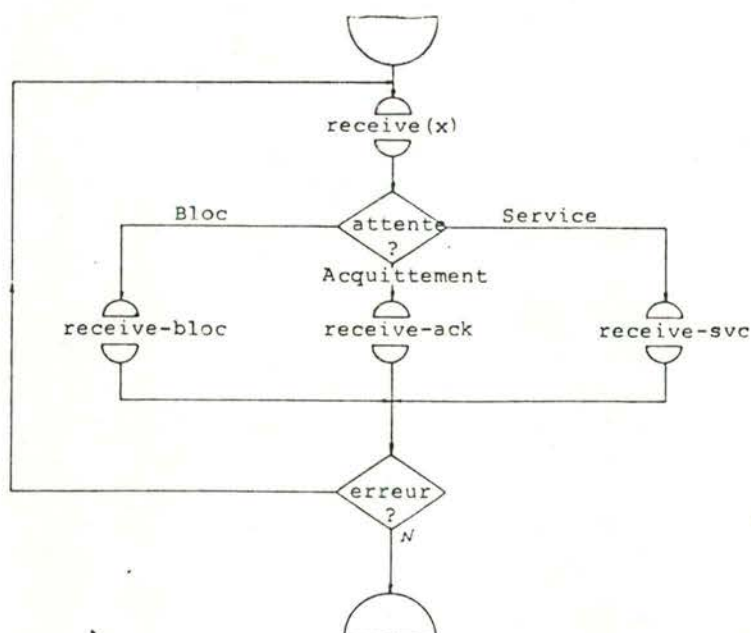 receive(x)
Bloc
attente
?
Service
Acquittement
receive-bloc
receive-ack
receive-svc
erreur
?
N